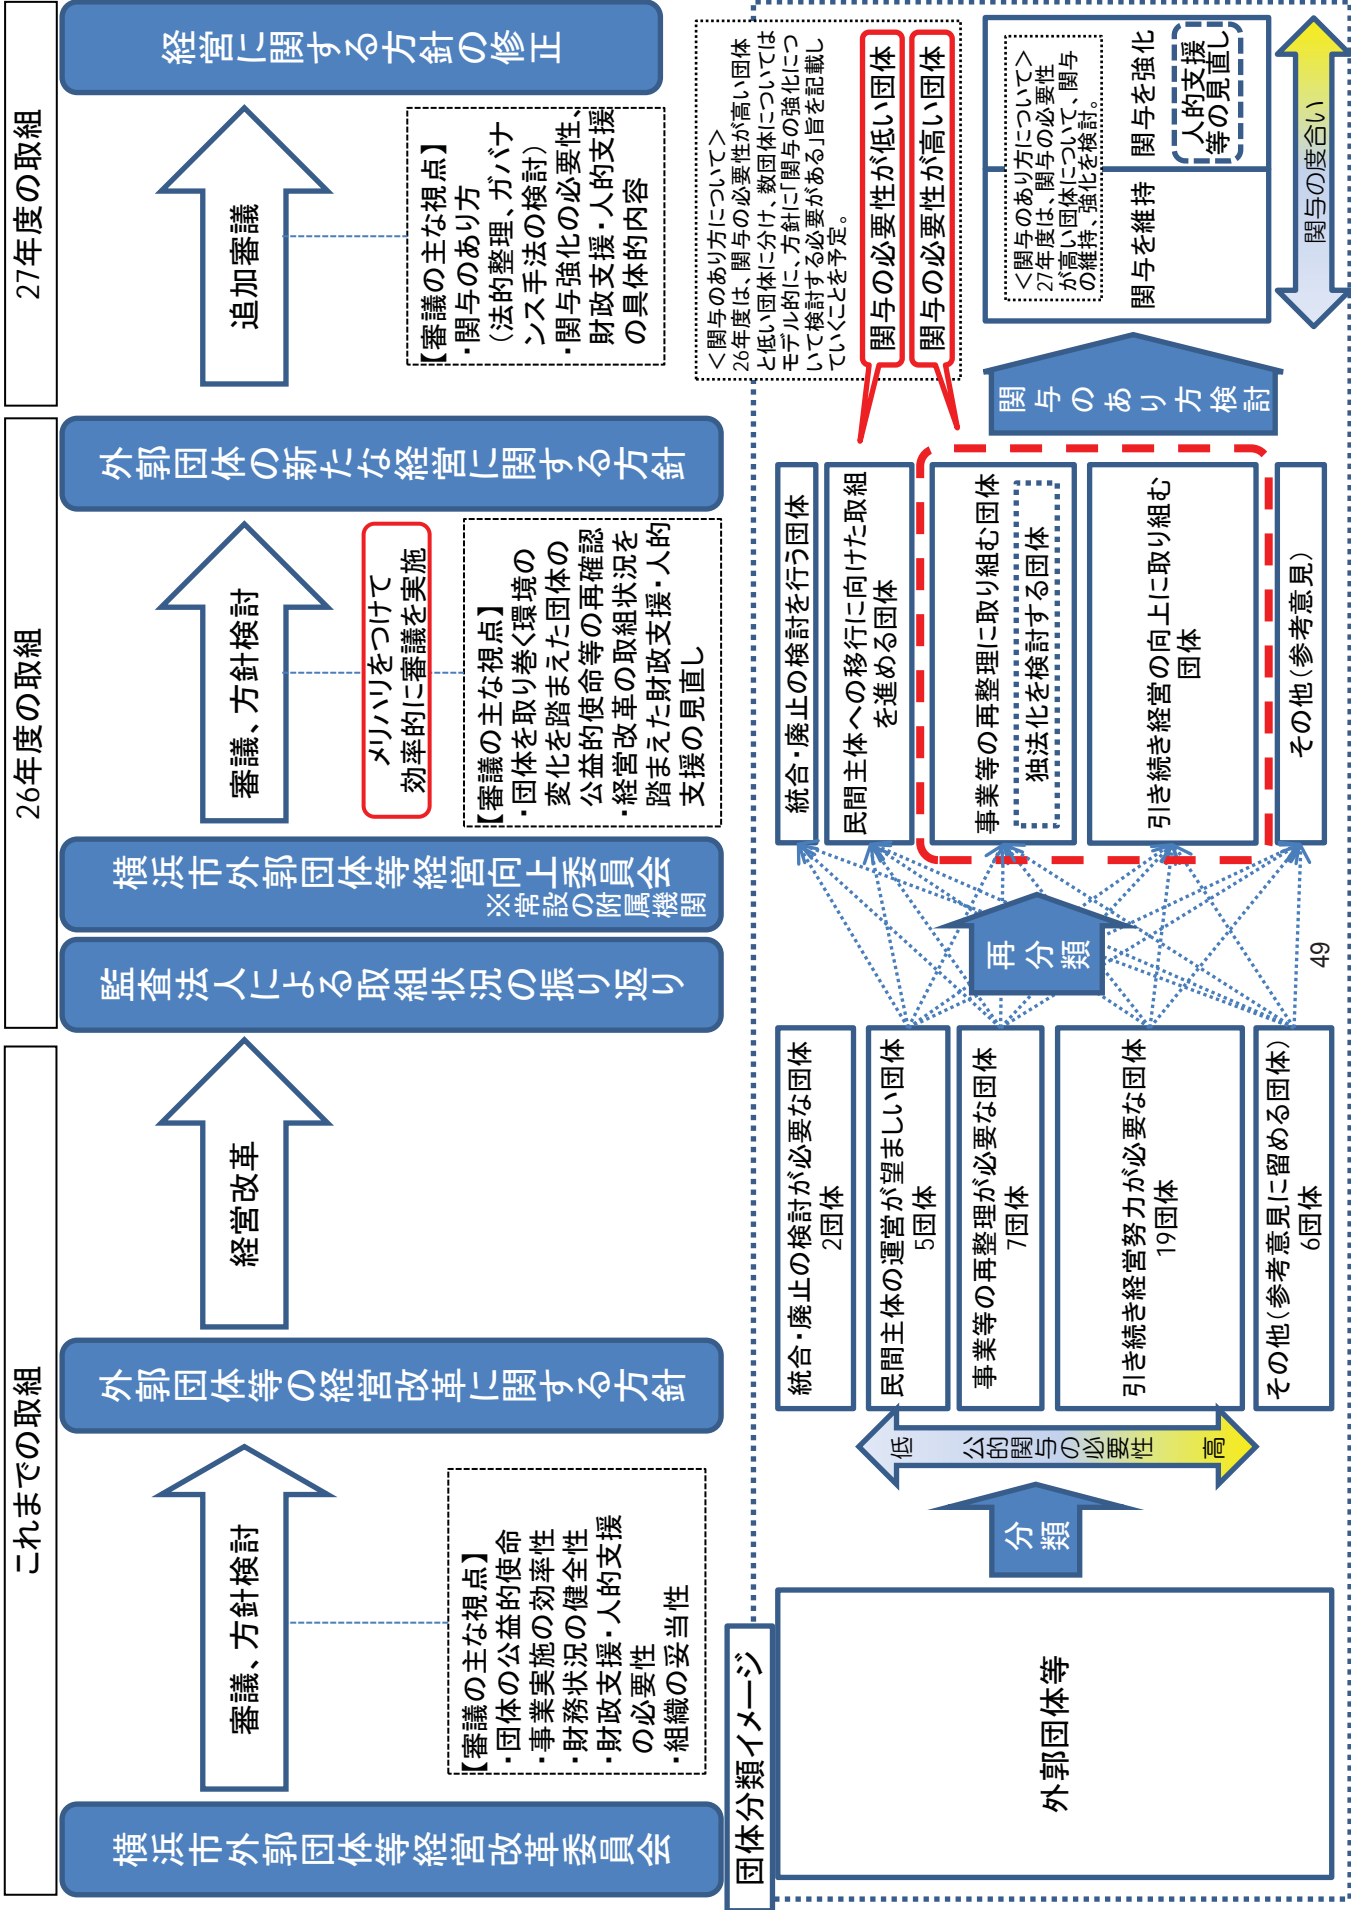 これまでの取組
横浜市外郭団体等経営改革委員会
審議、方針検討
【審議の主な視点】
・団体の公益的使命
・事業実施の効率性
・財務状況の健全性
・財政支援・人的支援
の必要性
・組織の妥当性
外郭団体等の経営改革に関する方針
経営改革
26年度の取組
監査法人による取組状況の振り返り
横浜市外郭団体等経営向上委員会
※常設の附属機関
審議、方針検討
メリハリをつけて
効率的に審議を実施
【審議の主な視点】
・団体を取り巻く環境の
変化を踏まえた団体の
公益的使命等の再確認
・経営改革の取組状況を
踏まえた財政支援・人的
支援の見直し
外郭団体の新たな経営に関する方針
27年度の取組
追加審議
【審議の主な視点】
・関与のあり方
（法的整理、ガバナ
ンス手法の検討）
・関与強化の必要性、
財政支援・人的支援
の具体的内容
経営に関する方針の修正
団体分類イメージ
外郭団体等
分類
低
公的関与の必要性
高
統合・廃止の検討が必要な団体
2団体
民間主体の運営が望ましい団体
5団体
事業等の再整理が必要な団体
7団体
引き続き経営努力が必要な団体
19団体
その他（参考意見に留める団体）
6団体
再
分類
統合・廃止の検討を行う団体
民間主体への移行に向けた取組
を進める団体
事業等の再整理に取り組む団体
独法化を検討する団体
引き続き経営の向上に取り組む
団体
その他（参考意見）
＜関与のあり方について＞
26年度は、関与の必要性が高い団体
と低い団体に分け、数団体については
モデル的に、方針に「関与の強化につ
いて検討する必要がある」旨を記載し
ていくことを予定。
関与の必要性が低い団体
関与の必要性が高い団体
関与のあり方検討
＜関与のあり方について＞
27年度は、関与の必要性
が高い団体について、関与
の維持、強化を検討。
関与を維持
関与を強化
人的支援
等の見直し
関与の度合い
49